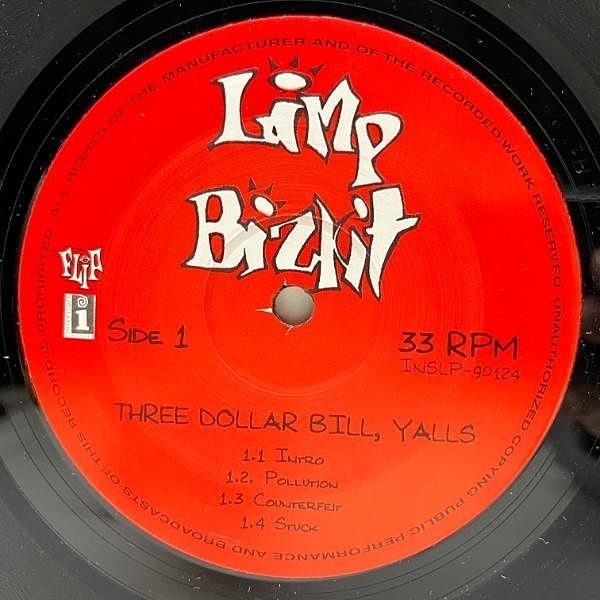 ALL RIGHTS OF THE MANUFACTURER AND OF THE RECORDED WORK RESERVED. UNAUTHORIZED COPYING PUBLIC PERFORMANCE AND BROADCASTS OF THIS RECORD IS PROHIBITED.
Limp
Bizkit
FLIP
i
SIDE 1
33 RPM
INSLP-90124
THREE DOLLAR BILL, YALLS
1.1 INTRO
1.2. POLLUTION
1.3 COUNTERFEIT
1.4 STUCK